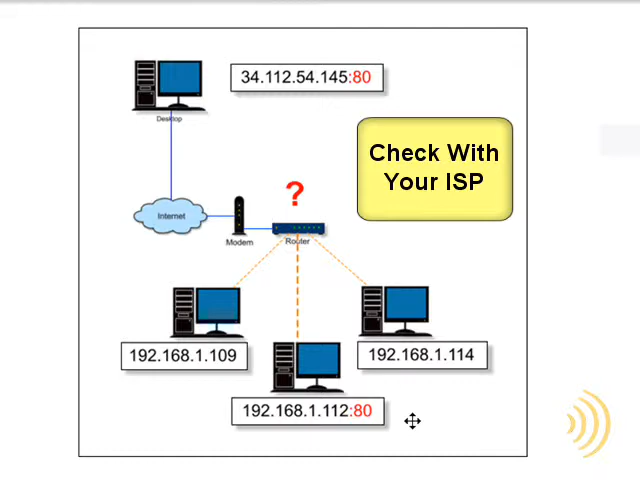 34.112.54.145:80
Desktop
Check With
Your ISP
?
Internet
Modem
Router
192.168.1.109
192.168.1.114
192.168.1.112:80